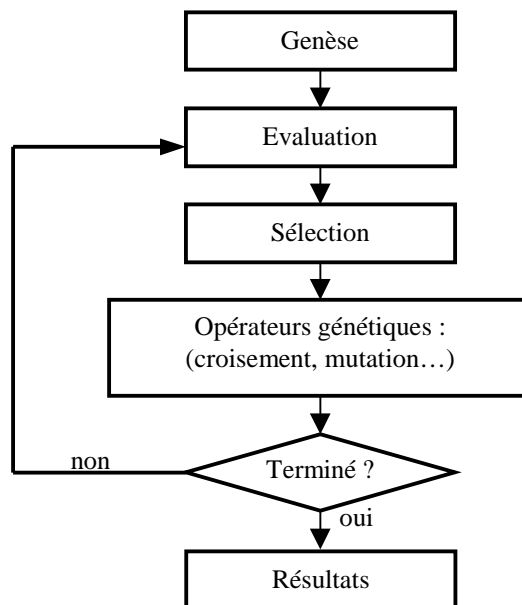 Genèse
Evaluation
Sélection
Opérateurs génétiques :
(croisement, mutation…)
Terminé ?
non
oui
Résultats